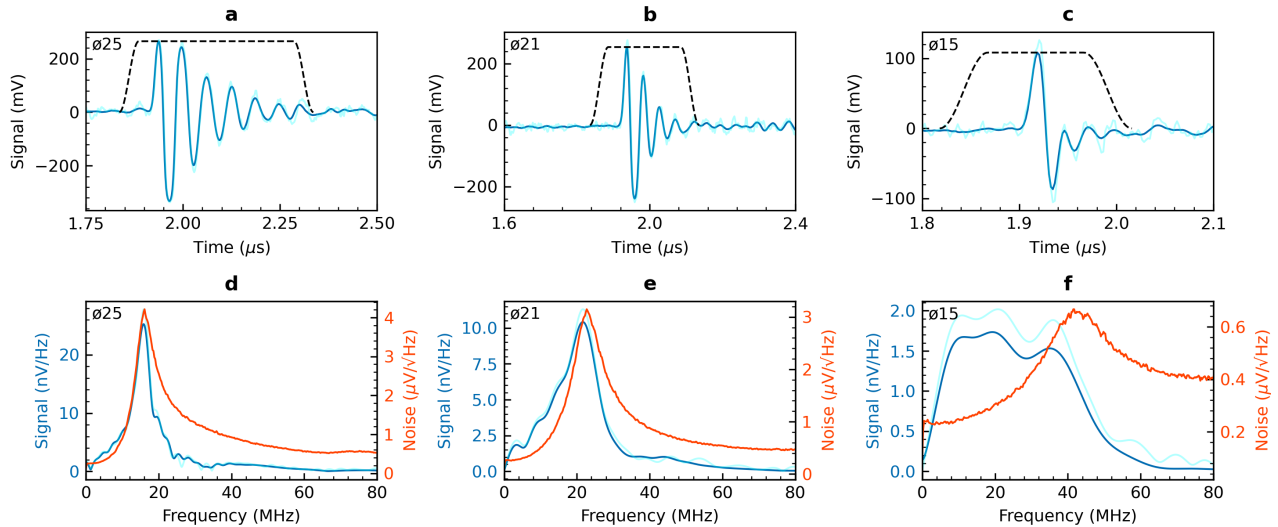 a
ø25
Signal (mV)
200
0
−200
1.75
2.00
2.25
2.50
Time (μs)
b
ø21
Signal (mV)
200
0
−200
1.6
2.0
2.4
Time (μs)
c
ø15
Signal (mV)
100
0
−100
1.8
1.9
2.0
2.1
Time (μs)
d
ø25
Signal (nV/Hz)
20
10
0
4
3
2
1
0
Noise (μV/√Hz)
0
20
40
60
80
Frequency (MHz)
e
ø21
Signal (nV/Hz)
10.0
7.5
5.0
2.5
0.0
3
2
1
0
Noise (μV/√Hz)
0
20
40
60
80
Frequency (MHz)
f
ø15
Signal (nV/Hz)
2.0
1.5
1.0
0.5
0.0
0.6
0.4
0.2
Noise (μV/√Hz)
0
20
40
60
80
Frequency (MHz)